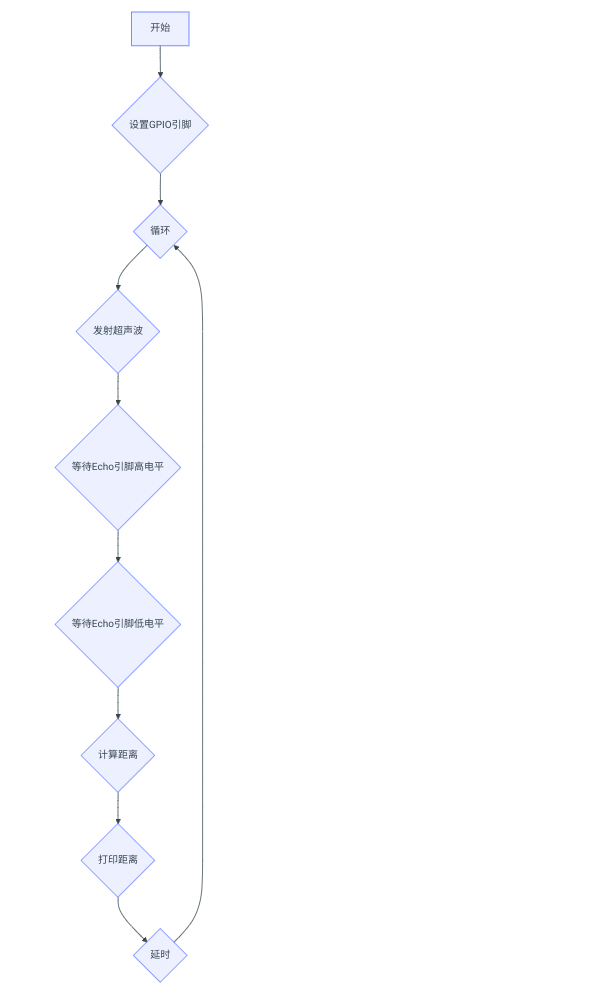 开始
设置GPIO引脚
循环
发射超声波
等待Echo引脚高电平
等待Echo引脚低电平
计算距离
打印距离
延时